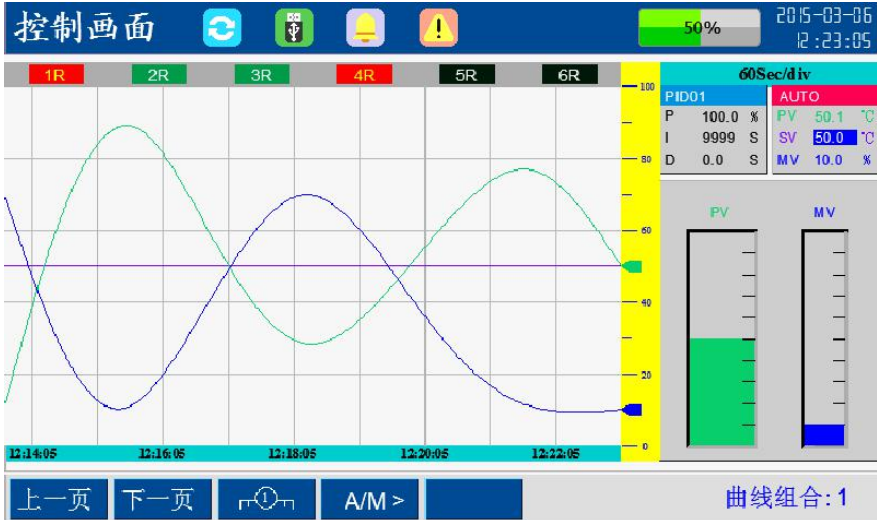 控制画面 50% 2015-03-06
12:23:05
1R 2R 3R 4R 5R 6R
100
80
60
40
20
0
12:14:05 12:16:05 12:18:05 12:20:05 12:22:05
60Sec/div
PID01
P 100.0 %
I 9999 S
D 0.0 S
AUTO
PV 50.1 ℃
SV 50.0 ℃
MV 10.0 %
PV MV
上一页 下一页 1 A/M > 曲线组合: 1